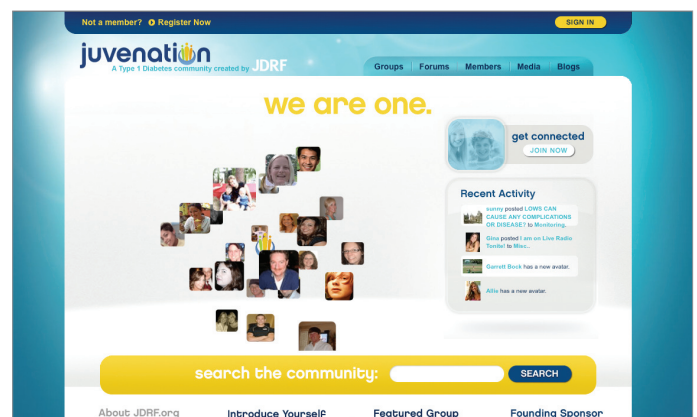 Not a member? Register Now
SIGN IN
juvenation
A Type 1 Diabetes community created by JDRF
Groups Forums Members Media Blogs
we are one.
get connected
JOIN NOW
Recent Activity
sunny posted LOWS CAN
CAUSE ANY COMPLICATIONS
OR DISEASE? to Monitoring.
Gina posted I am on Live Radio
Tonite! to Misc..
Garrett Bock has a new avatar.
Allie has a new avatar.
search the community:
SEARCH
About JDRF.org
Introduce Yourself
Featured Group
Founding Sponsor